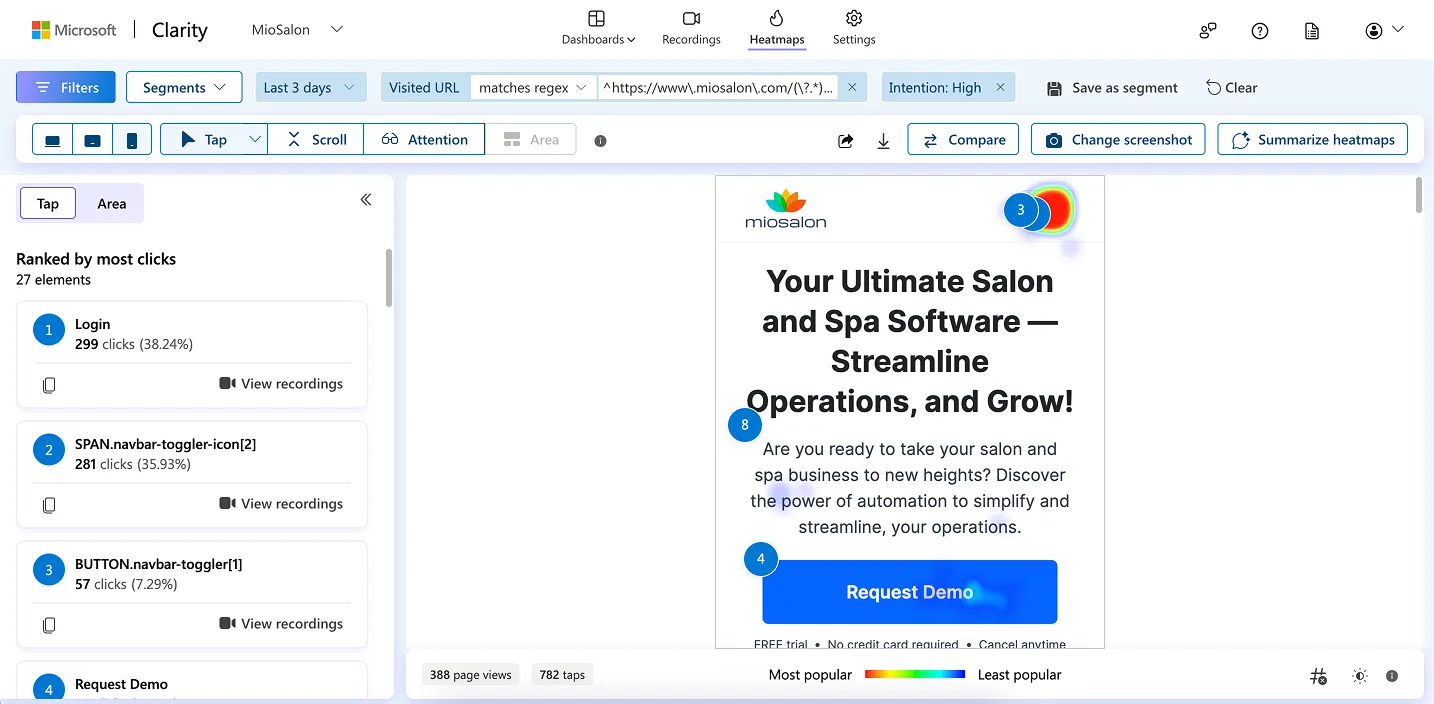 Microsoft | Clarity MioSalon
Dashboards Recordings Heatmaps Settings
Filters Segments Last 3 days Visited URL matches regex ^https://www\.miosalon\.com/(\?.*)... Intention: High Save as segment Clear
Tap Scroll Attention Area Compare Change screenshot Summarize heatmaps
Tap Area
Ranked by most clicks
27 elements
1 Login
299 clicks (38.24%)
View recordings
2 SPAN.navbar-toggler-icon[2]
281 clicks (35.93%)
View recordings
3 BUTTON.navbar-toggler[1]
57 clicks (7.29%)
View recordings
4 Request Demo
miosalon
3
Your Ultimate Salon
and Spa Software —
Streamline
Operations, and Grow!
8
Are you ready to take your salon and
spa business to new heights? Discover
the power of automation to simplify and
streamline, your operations.
4
Request Demo
FREE trial • No credit card required • Cancel anytime
388 page views 782 taps Most popular Least popular